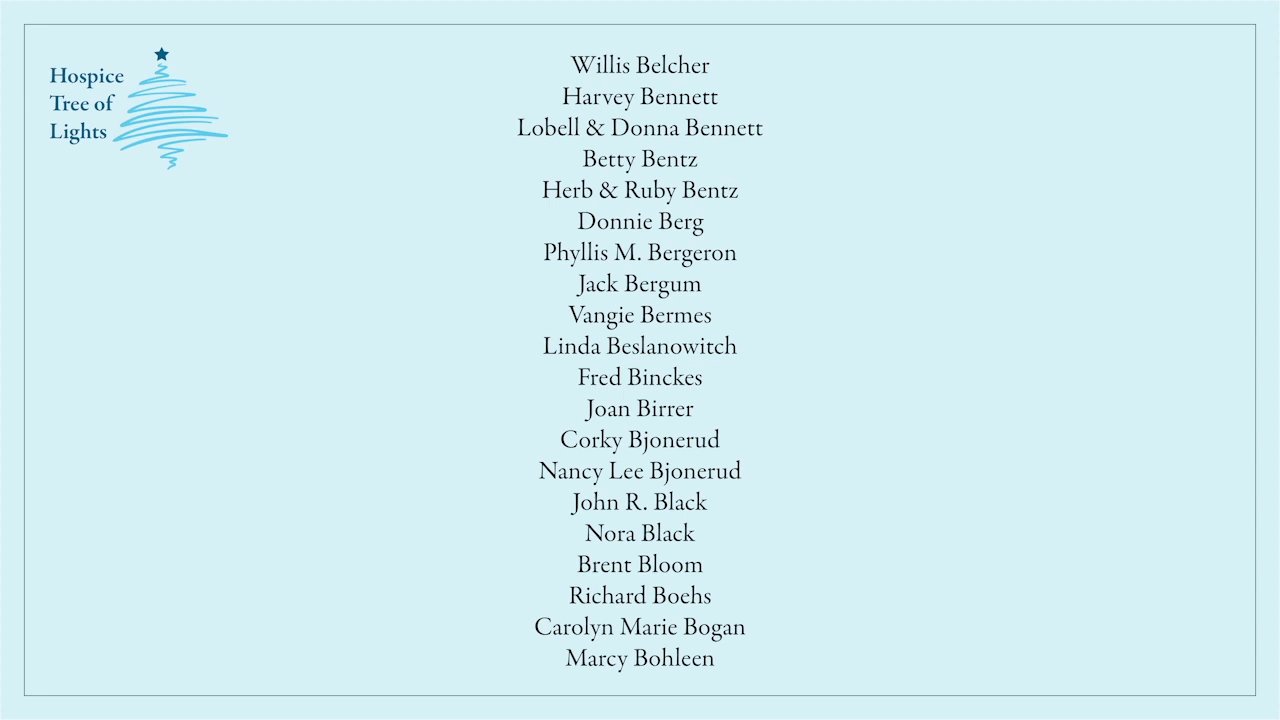 Hospice
Tree of
Lights
Willis Belcher
Harvey Bennett
Lobell & Donna Bennett
Betty Bentz
Herb & Ruby Bentz
Donnie Berg
Phyllis M. Bergeron
Jack Bergum
Vangie Bermes
Linda Beslanowitch
Fred Binckes
Joan Birrer
Corky Bjonerud
Nancy Lee Bjonerud
John R. Black
Nora Black
Brent Bloom
Richard Boehs
Carolyn Marie Bogan
Marcy Bohleen